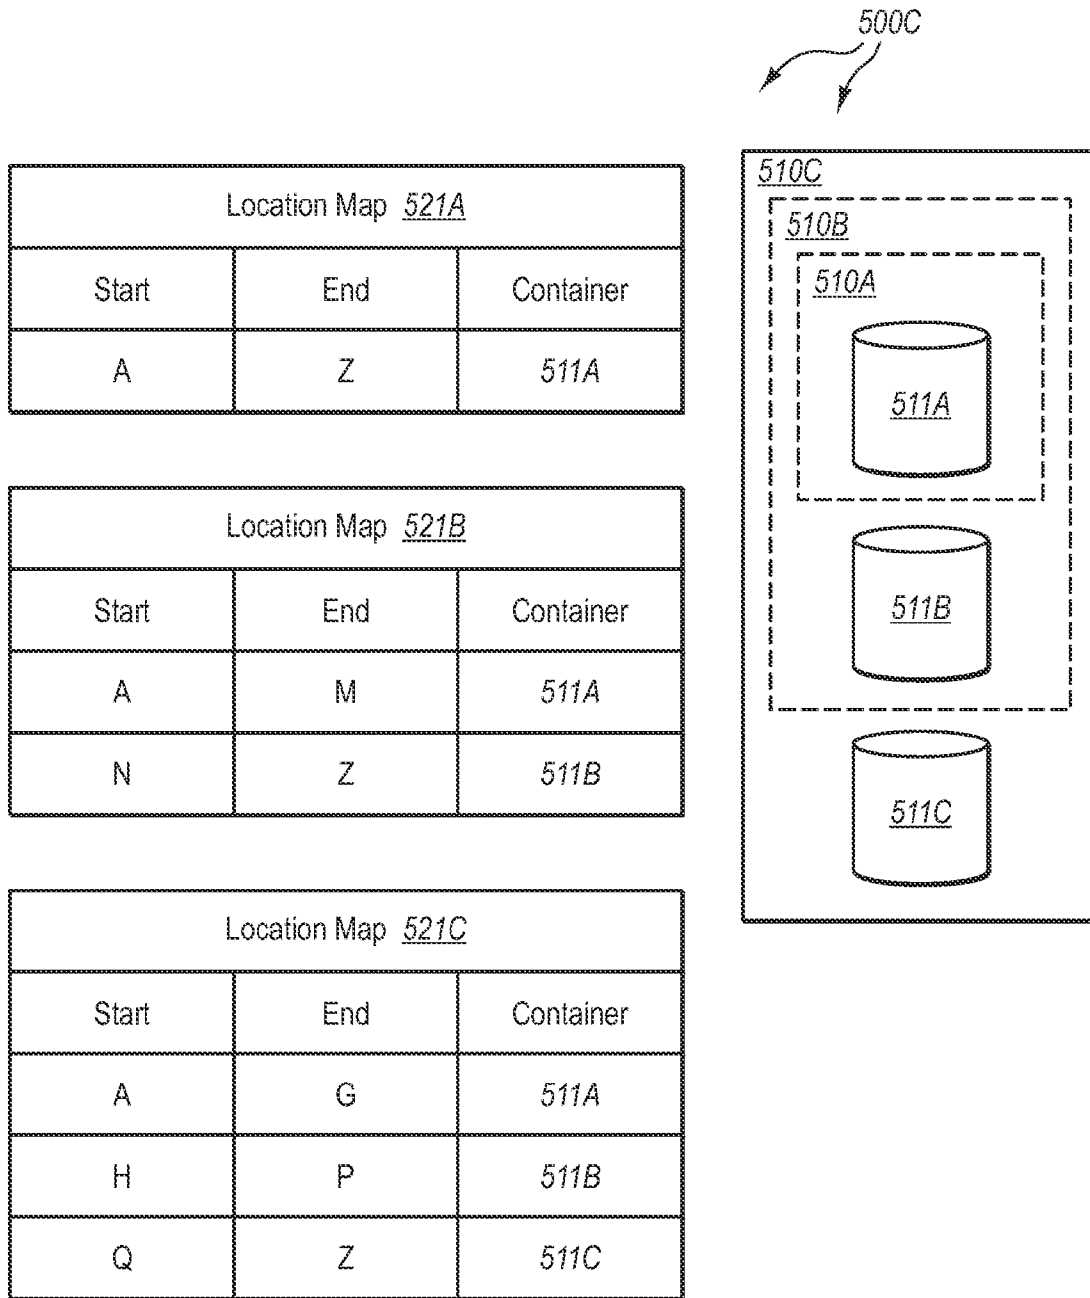 500C
Location Map 521A
Start End Container
A Z 511A
Location Map 521B
Start End Container
A M 511A
N Z 511B
Location Map 521C
Start End Container
A G 511A
H P 511B
Q Z 511C
510C
510B
510A
511A
511B
511C